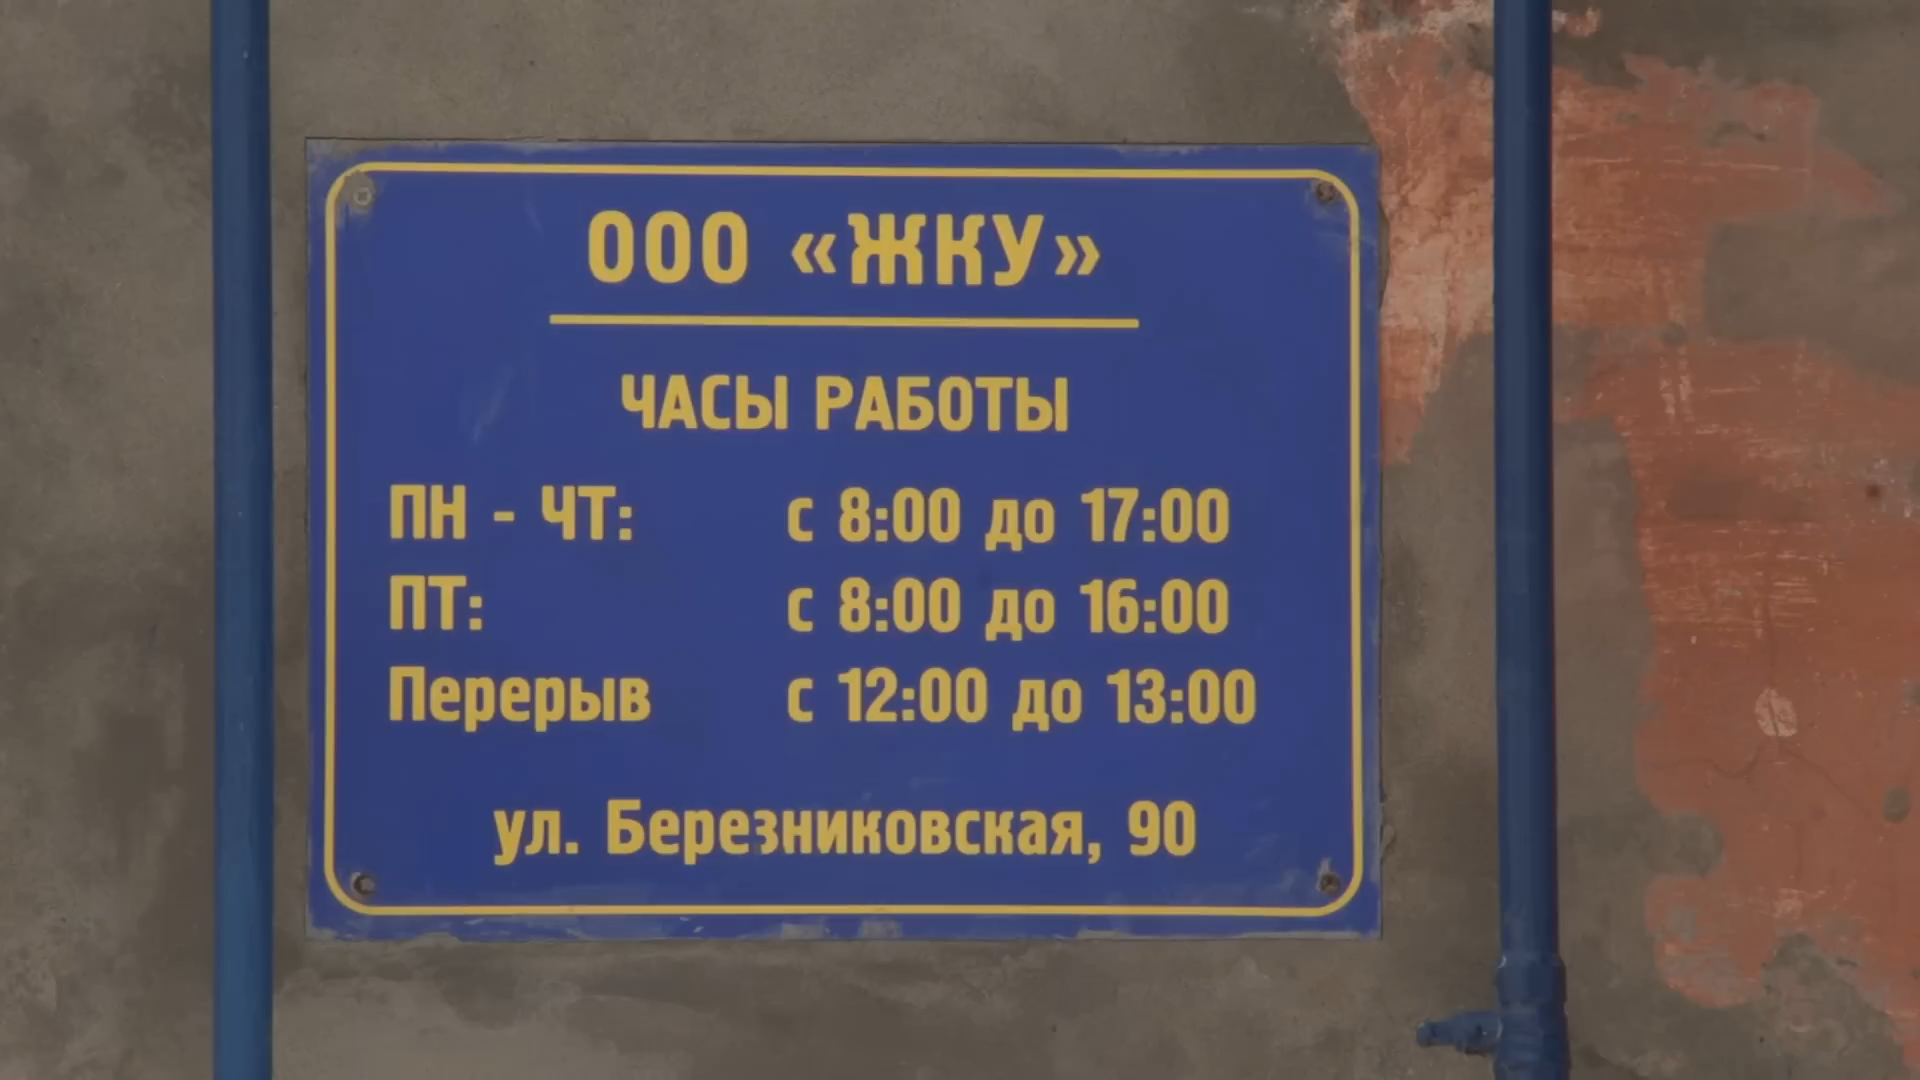 ООО «ЖКУ»
ЧАСЫ РАБОТЫ
ПН - ЧТ: с 8:00 до 17:00
ПТ: с 8:00 до 16:00
Перерыв с 12:00 до 13:00
ул. Березниковская, 90